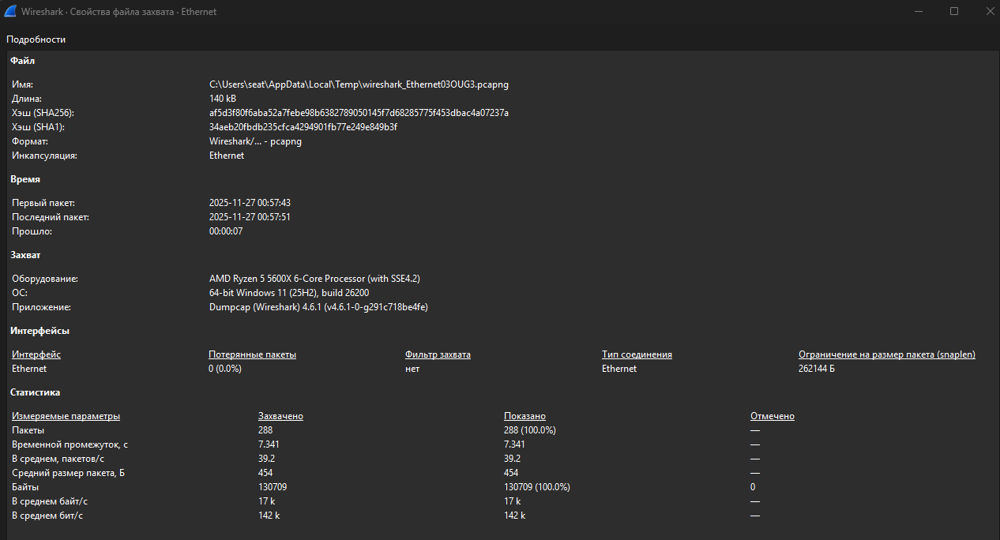 Wireshark · Свойства файла захвата · Ethernet
Подробности
Файл
Имя: C:\Users\seat\AppData\Local\Temp\wireshark_Ethernet03OUG3.pcapng
Длина: 140 kB
Хэш (SHA256): af5d3f80f6aba52a7febe98b6382789050145f7d68285775f453dbac4a07237a
Хэш (SHA1): 34aeb20fbdb235cfca4294901fb77e249e849b3f
Формат: Wireshark/... - pcapng
Инкапсуляция: Ethernet
Время
Первый пакет: 2025-11-27 00:57:43
Последний пакет: 2025-11-27 00:57:51
Прошло: 00:00:07
Захват
Оборудование: AMD Ryzen 5 5600X 6-Core Processor (with SSE4.2)
ОС: 64-bit Windows 11 (25H2), build 26200
Приложение: Dumpcap (Wireshark) 4.6.1 (v4.6.1-0-g291c718be4fe)
Интерфейсы
Интерфейс Потерянные пакеты Фильтр захвата Тип соединения Ограничение на размер пакета (snaplen)
Ethernet 0 (0.0%) нет Ethernet 262144 Б
Статистика
Измеряемые параметры Захвачено Показано Отмечено
Пакеты 288 288 (100.0%) —
Временной промежуток, с 7.341 7.341 —
В среднем, пакетов/с 39.2 39.2 —
Средний размер пакета, Б 454 454 —
Байты 130709 130709 (100.0%) 0
В среднем байт/с 17 k 17 k —
В среднем бит/с 142 k 142 k —